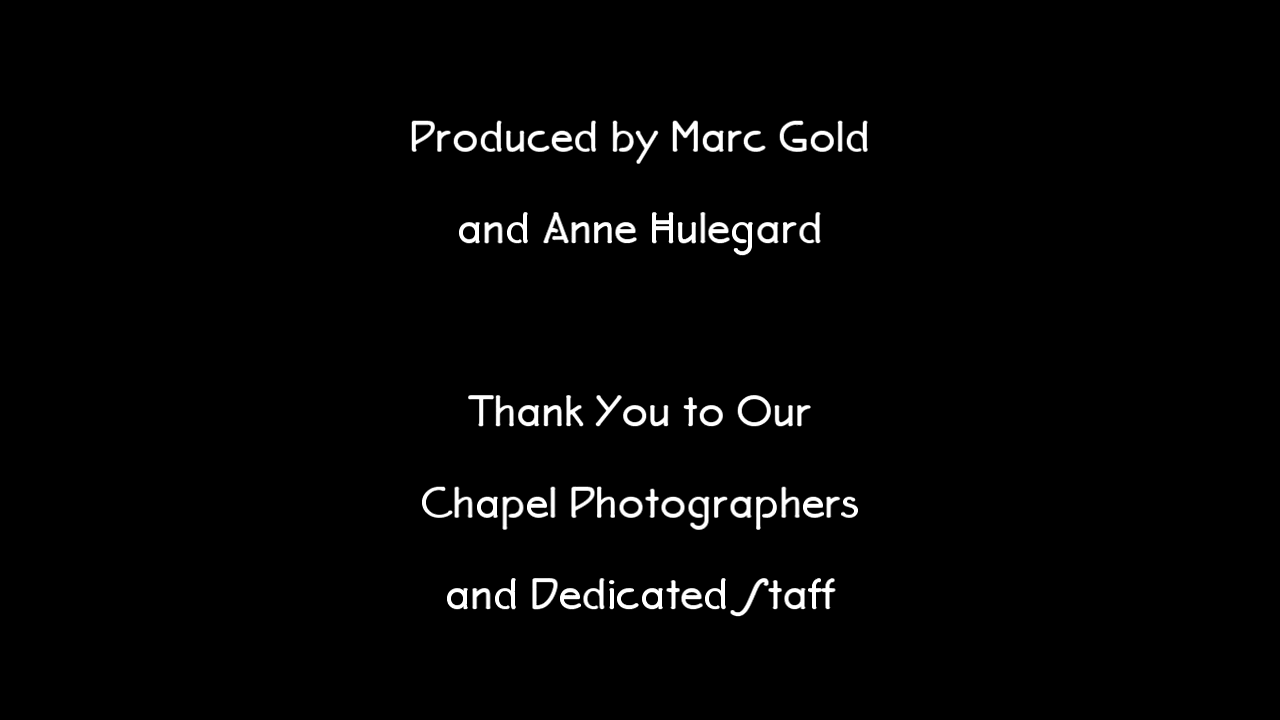 Produced by Marc Gold
and Anne Hulegard
Thank You to Our
Chapel Photographers
and Dedicated Staff